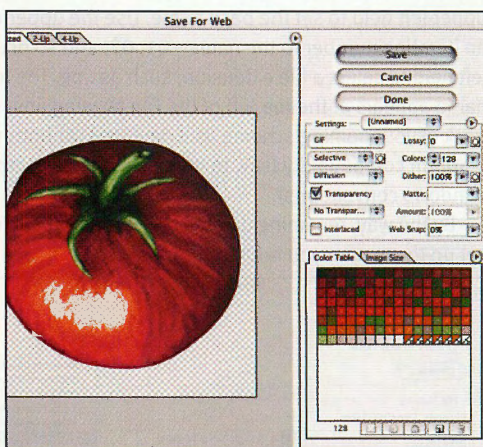 Save For Web
zed 2-Up 4-Up
Save
Cancel
Done
Settings: [Unnamed]
GIF Lossy: 0
Selective Colors: 128
Diffusion Dither: 100%
Transparency Matte:
No Transpar... Amount: 100%
Interlaced Web Snap: 0%
Color Table Image Size
128